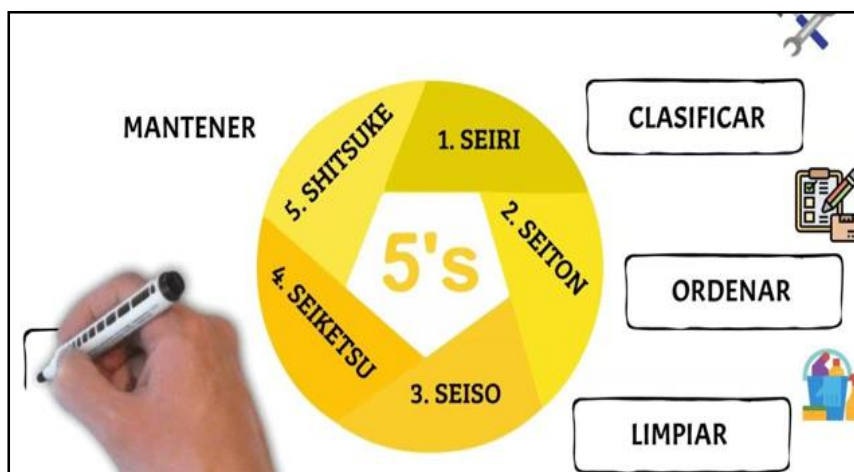 MANTENER
5. SHITSUKE
1. SEIRI
CLASIFICAR
2. SEITON
5's
ORDENAR
4. SEIKETSU
3. SEISO
LIMPIAR